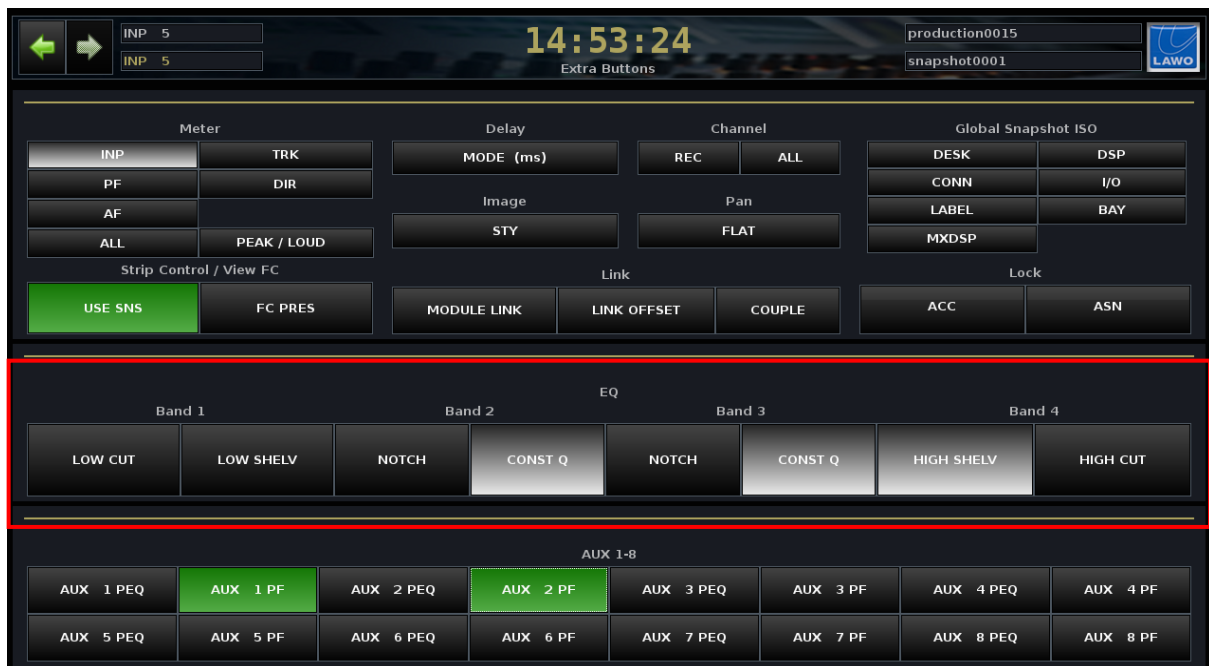 INP 5
INP 5
14:53:24
Extra Buttons
production0015
snapshot0001
LAWO
Meter
INP TRK
PF DIR
AF
ALL PEAK / LOUD
Delay
MODE (ms)
Channel
REC ALL
Image
STY
Pan
FLAT
Global Snapshot ISO
DESK DSP
CONN I/O
LABEL BAY
MXDSP
Strip Control / View FC
USE SNS FC PRES
Link
MODULE LINK LINK OFFSET COUPLE
Lock
ACC ASN
EQ
Band 1 Band 2 Band 3 Band 4
LOW CUT LOW SHELV NOTCH CONST Q NOTCH CONST Q HIGH SHELV HIGH CUT
AUX 1-8
AUX 1 PEQ AUX 1 PF AUX 2 PEQ AUX 2 PF AUX 3 PEQ AUX 3 PF AUX 4 PEQ AUX 4 PF
AUX 5 PEQ AUX 5 PF AUX 6 PEQ AUX 6 PF AUX 7 PEQ AUX 7 PF AUX 8 PEQ AUX 8 PF